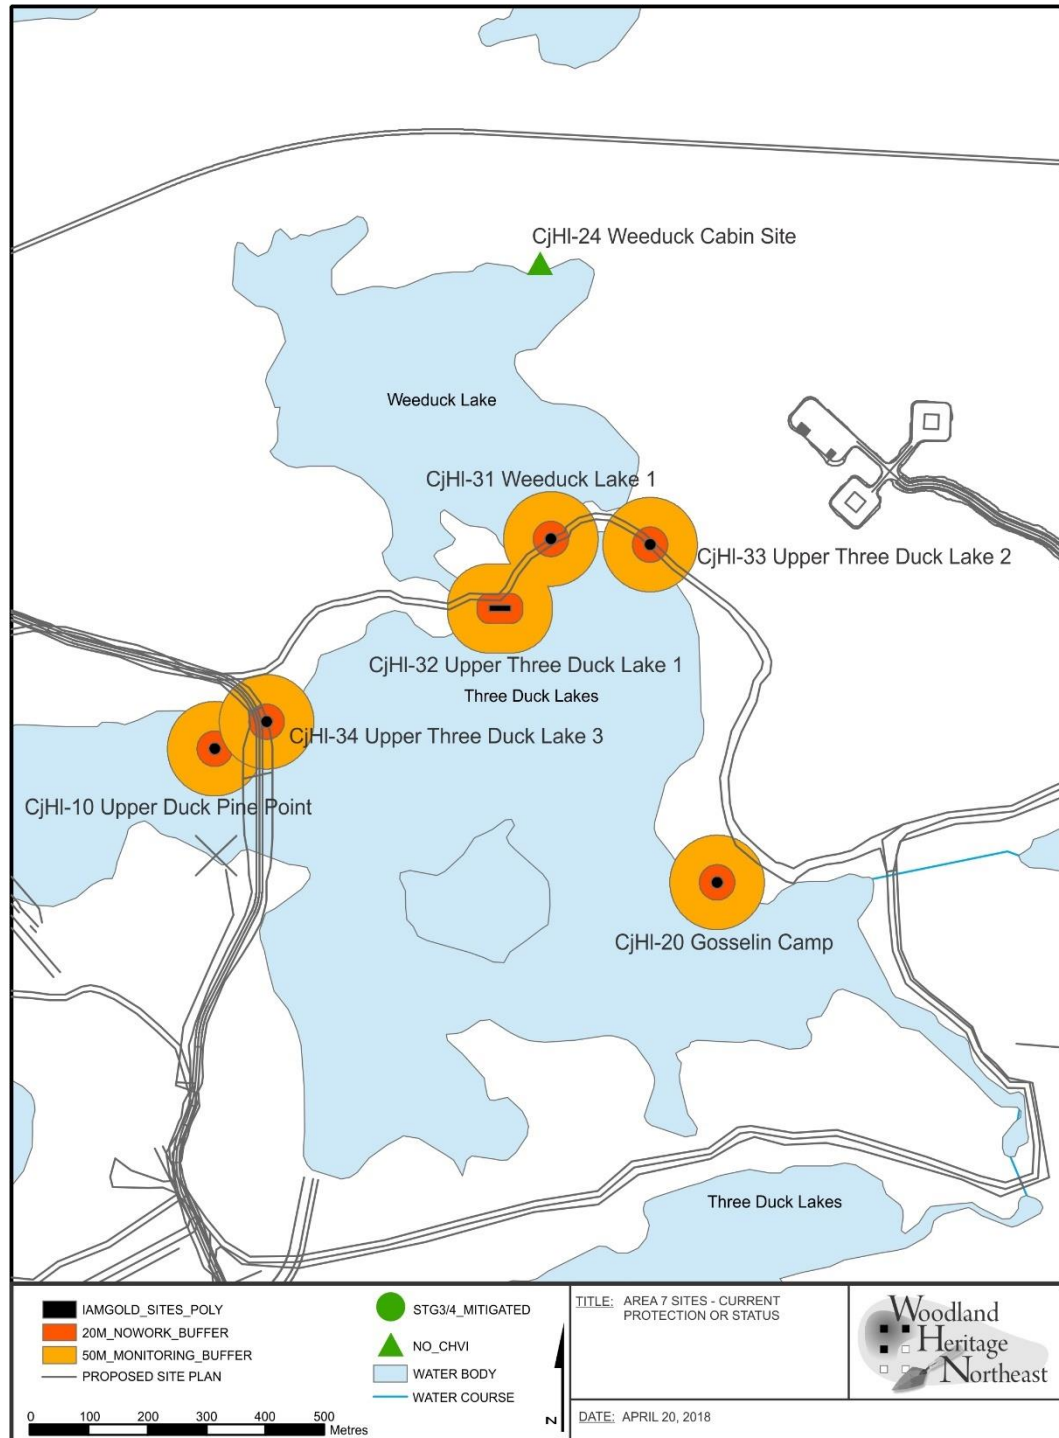 CjHl-24 Weeduck Cabin Site
Weeduck Lake
CjHl-31 Weeduck Lake 1
CjHl-33 Upper Three Duck Lake 2
CjHl-32 Upper Three Duck Lake 1
Three Duck Lakes
CjHl-34 Upper Three Duck Lake 3
CjHl-10 Upper Duck Pine Point
CjHl-20 Gosselin Camp
Three Duck Lakes
IAMGOLD_SITES_POLY
20M_NOWORK_BUFFER
50M_MONITORING_BUFFER
PROPOSED SITE PLAN
0 100 200 300 400 500
Metres
STG3/4_MITIGATED
NO_CHVI
WATER BODY
WATER COURSE
N
TITLE: AREA 7 SITES - CURRENT
PROTECTION OR STATUS
DATE: APRIL 20, 2018
Woodland
Heritage
Northeast